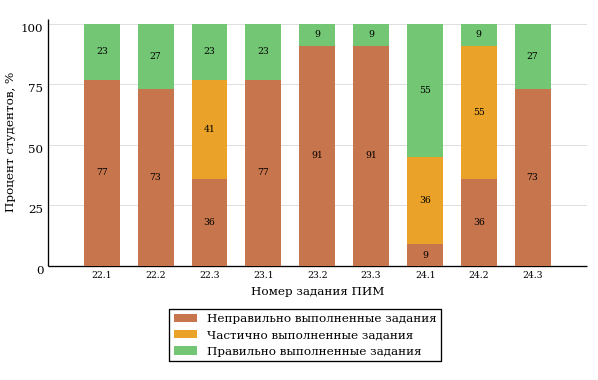 Процент студентов, %
100
75
50
25
0
23 27 23 23 9 9 55 9 27
77 73 41 77 91 91 36 55 73
36 9 36
22.1 22.2 22.3 23.1 23.2 23.3 24.1 24.2 24.3
Номер задания ПИМ
Неправильно выполненные задания
Частично выполненные задания
Правильно выполненные задания